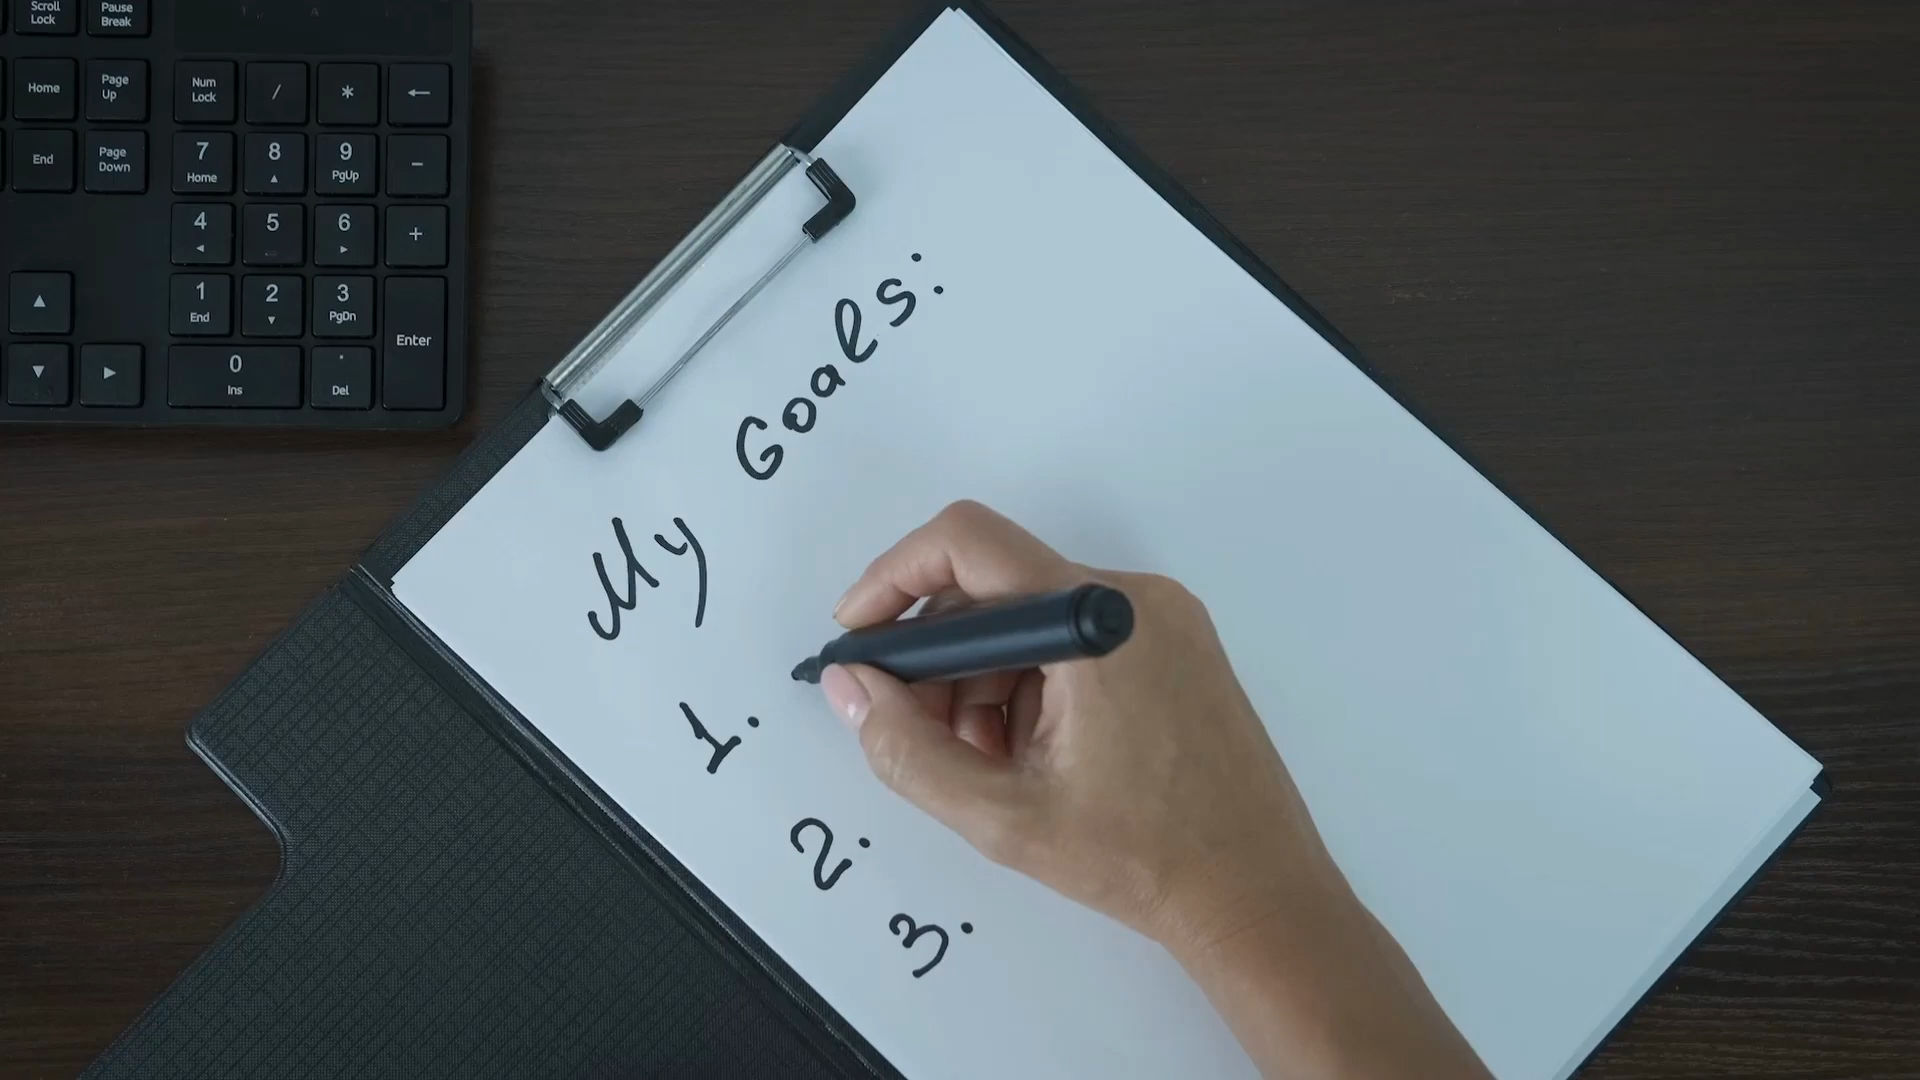 Scroll Lock
Pause Break
Home
Page Up
Num Lock
/
*
←
End
Page Down
7 Home
8 ▲
9 PgUp
-
4 ◄
5
6 ►
+
▲
1 End
2 ▼
3 PgDn
Enter
▼
►
0 Ins
. Del
My Goals:
1.
2.
3.